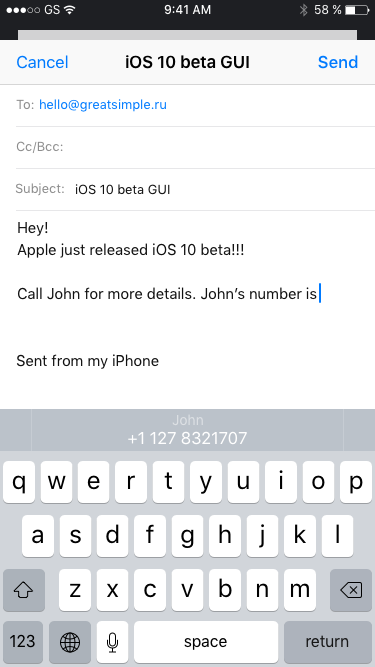 GS 9:41 AM 58 %
Cancel iOS 10 beta GUI Send
To: hello@greatsimple.ru
Cc/Bcc:
Subject: iOS 10 beta GUI
Hey!
Apple just released iOS 10 beta!!!
Call John for more details. John’s number is
Sent from my iPhone
John
+1 127 8321707
q w e r t y u i o p
a s d f g h j k l
z x c v b n m
123 space return